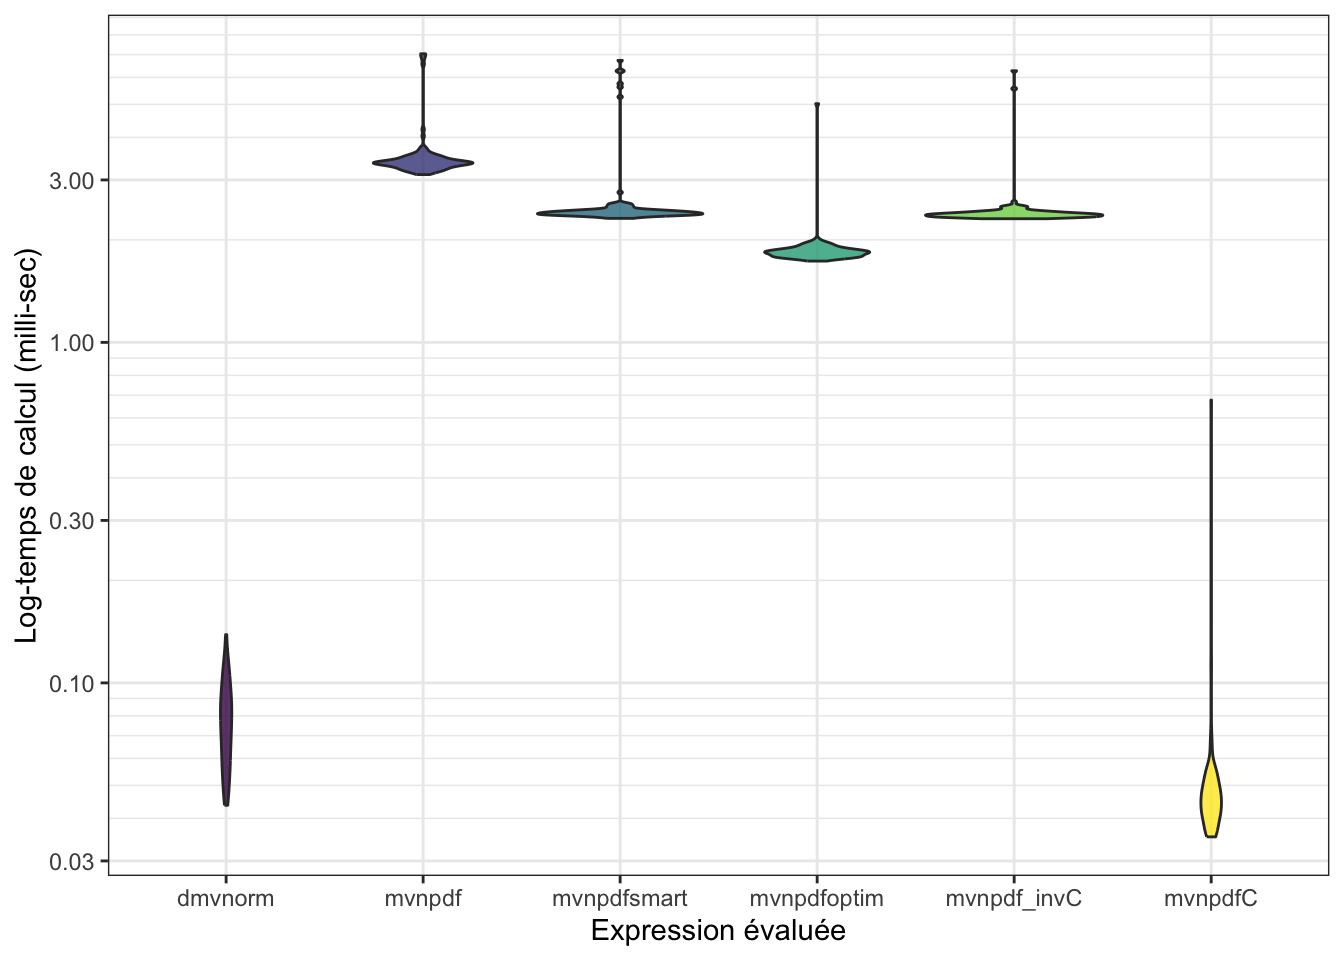 Log-temps de calcul (milli-sec)
3.00
1.00
0.30
0.10
0.03
dmvnorm mvnpdf mvnpdfsmart mvnpdfoptim mvnpdf_invC mvnpdfC
Expression évaluée